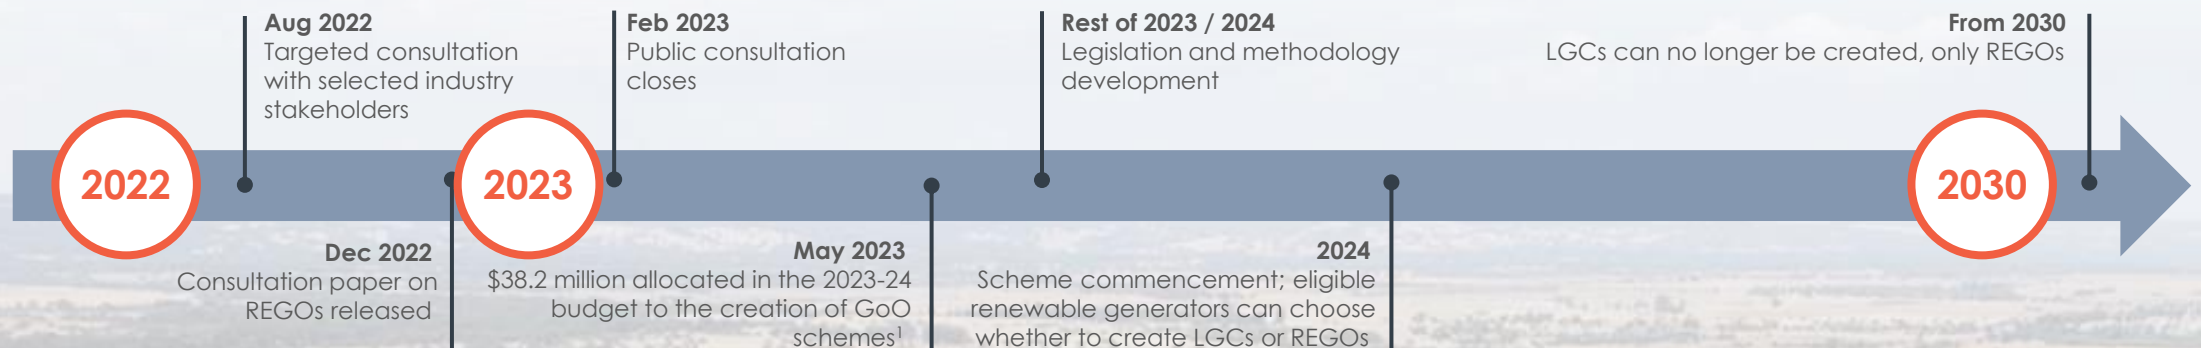 Aug 2022
Targeted consultation
with selected industry
stakeholders
Feb 2023
Public consultation
closes
Rest of 2023 / 2024
Legislation and methodology
development
From 2030
LGCs can no longer be created, only REGOs
2022
2023
2030
Dec 2022
Consultation paper on
REGOs released
May 2023
$38.2 million allocated in the 2023-24
budget to the creation of GoO
schemes¹
2024
Scheme commencement; eligible
renewable generators can choose
whether to create LGCs or REGOs